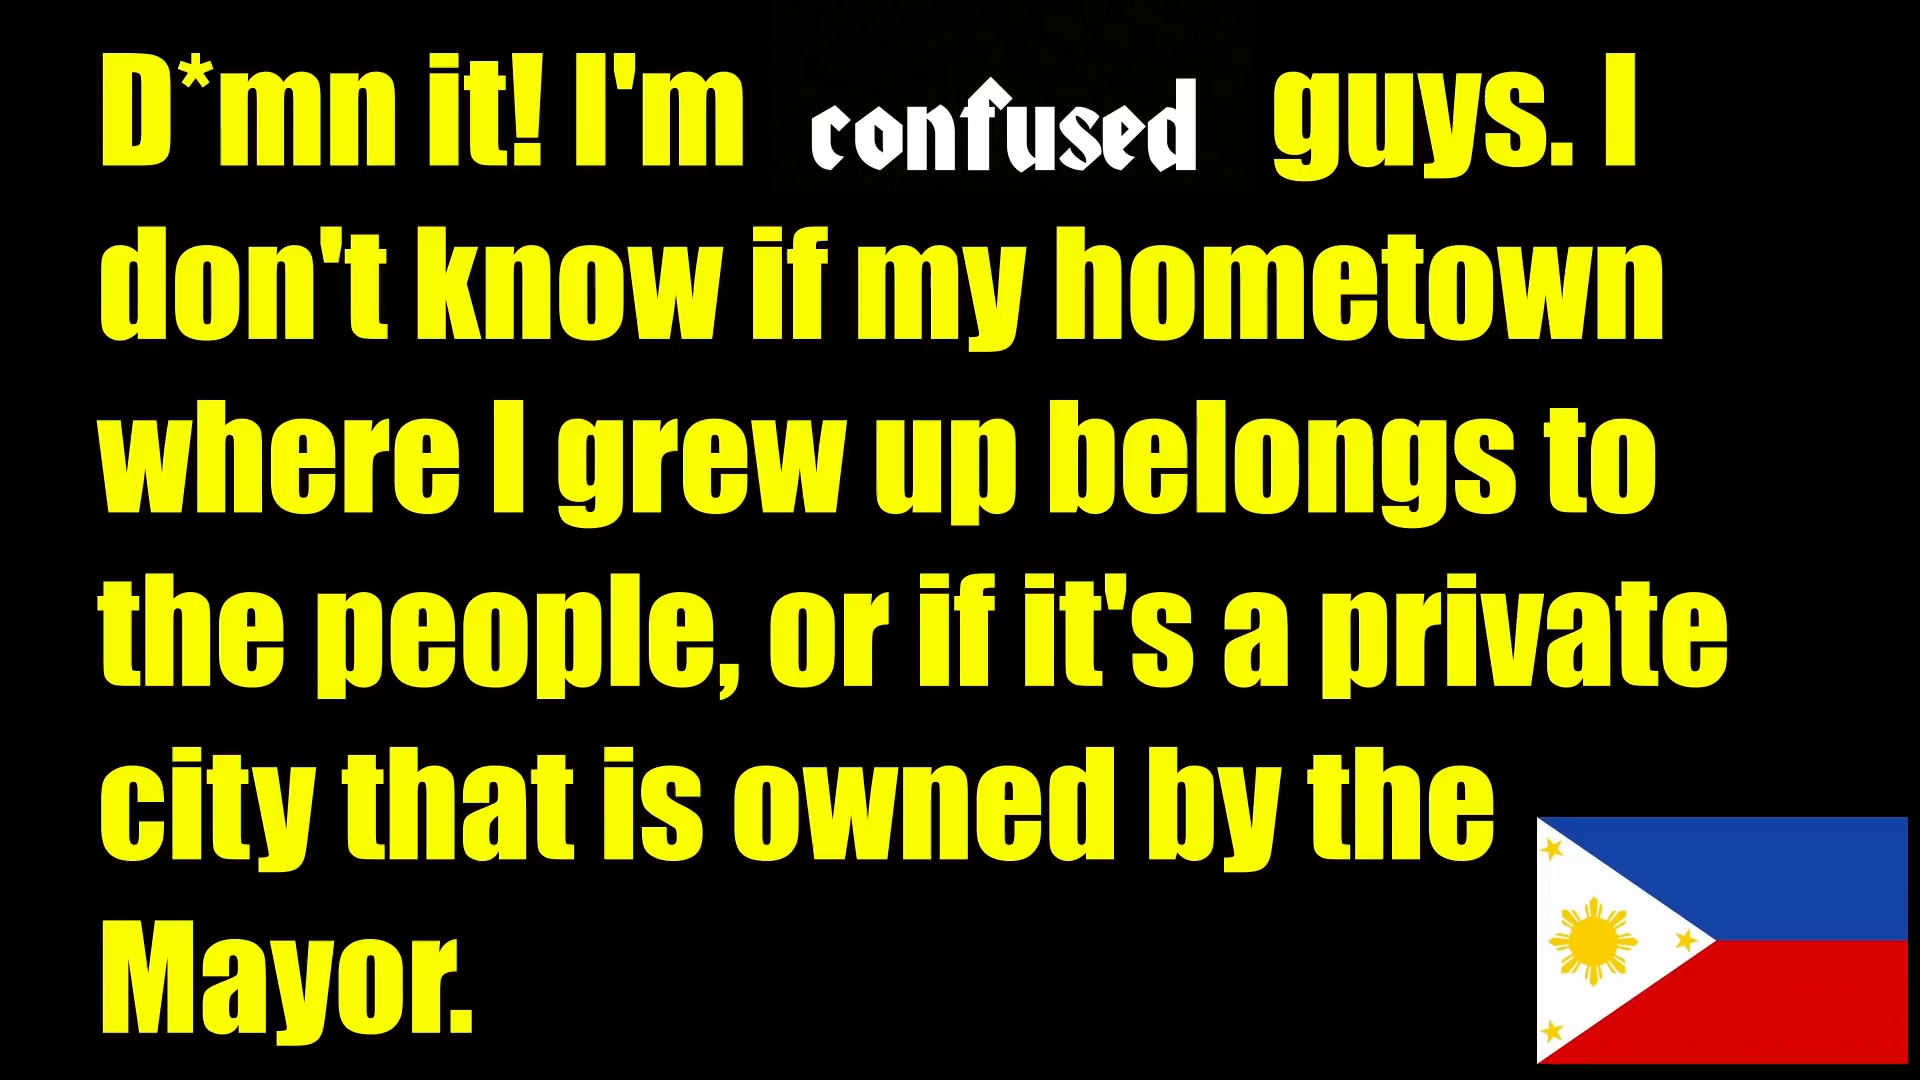 D*mn it! I'm confused guys. I
don't know if my hometown
where I grew up belongs to
the people, or if it's a private
city that is owned by the
Mayor.